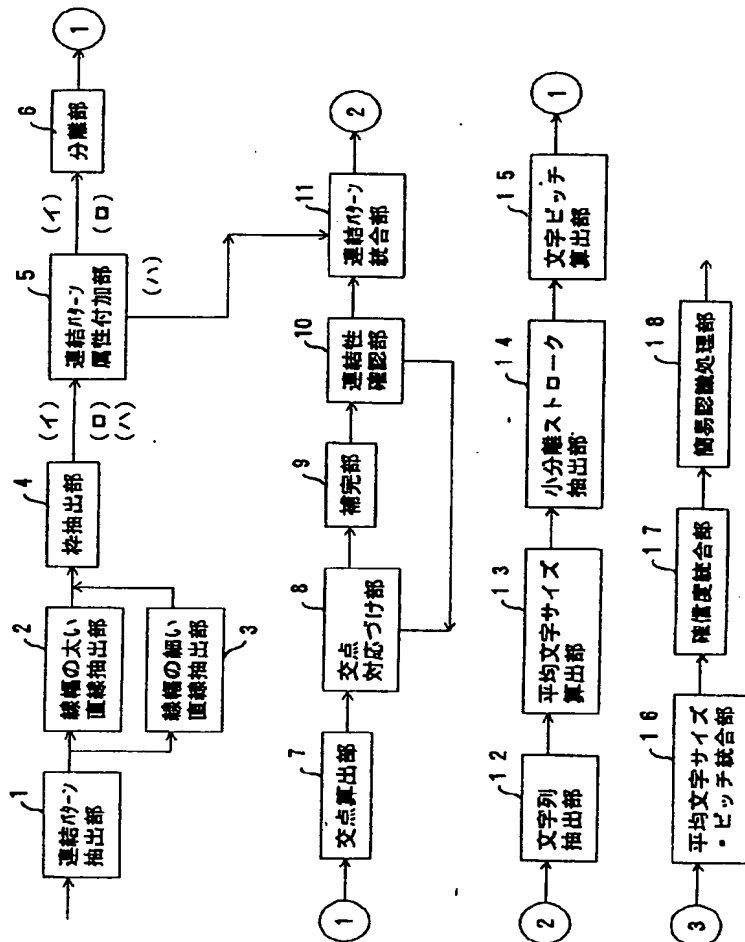 1
連結ﾊﾟﾀｰﾝ
抽出部
2
線幅の太い
直線抽出部
線幅の細い
直線抽出部
3
4
枠抽出部
(イ)
(ロ)
(ハ)
5
連結ﾊﾟﾀｰﾝ
属性付加部
(イ)
(ロ)
(ハ)
6
分離部
1
1
7
交点算出部
8
交点
対応づけ部
9
補完部
10
連結性
確認部
11
連結ﾊﾟﾀｰﾝ
統合部
2
2
12
文字列
抽出部
13
平均文字サイズ
算出部
14
小分離ストローク
抽出部
15
文字ピッチ
算出部
1
3
16
平均文字サイズ
・ピッチ統合部
17
確信度統合部
18
簡易認識処理部